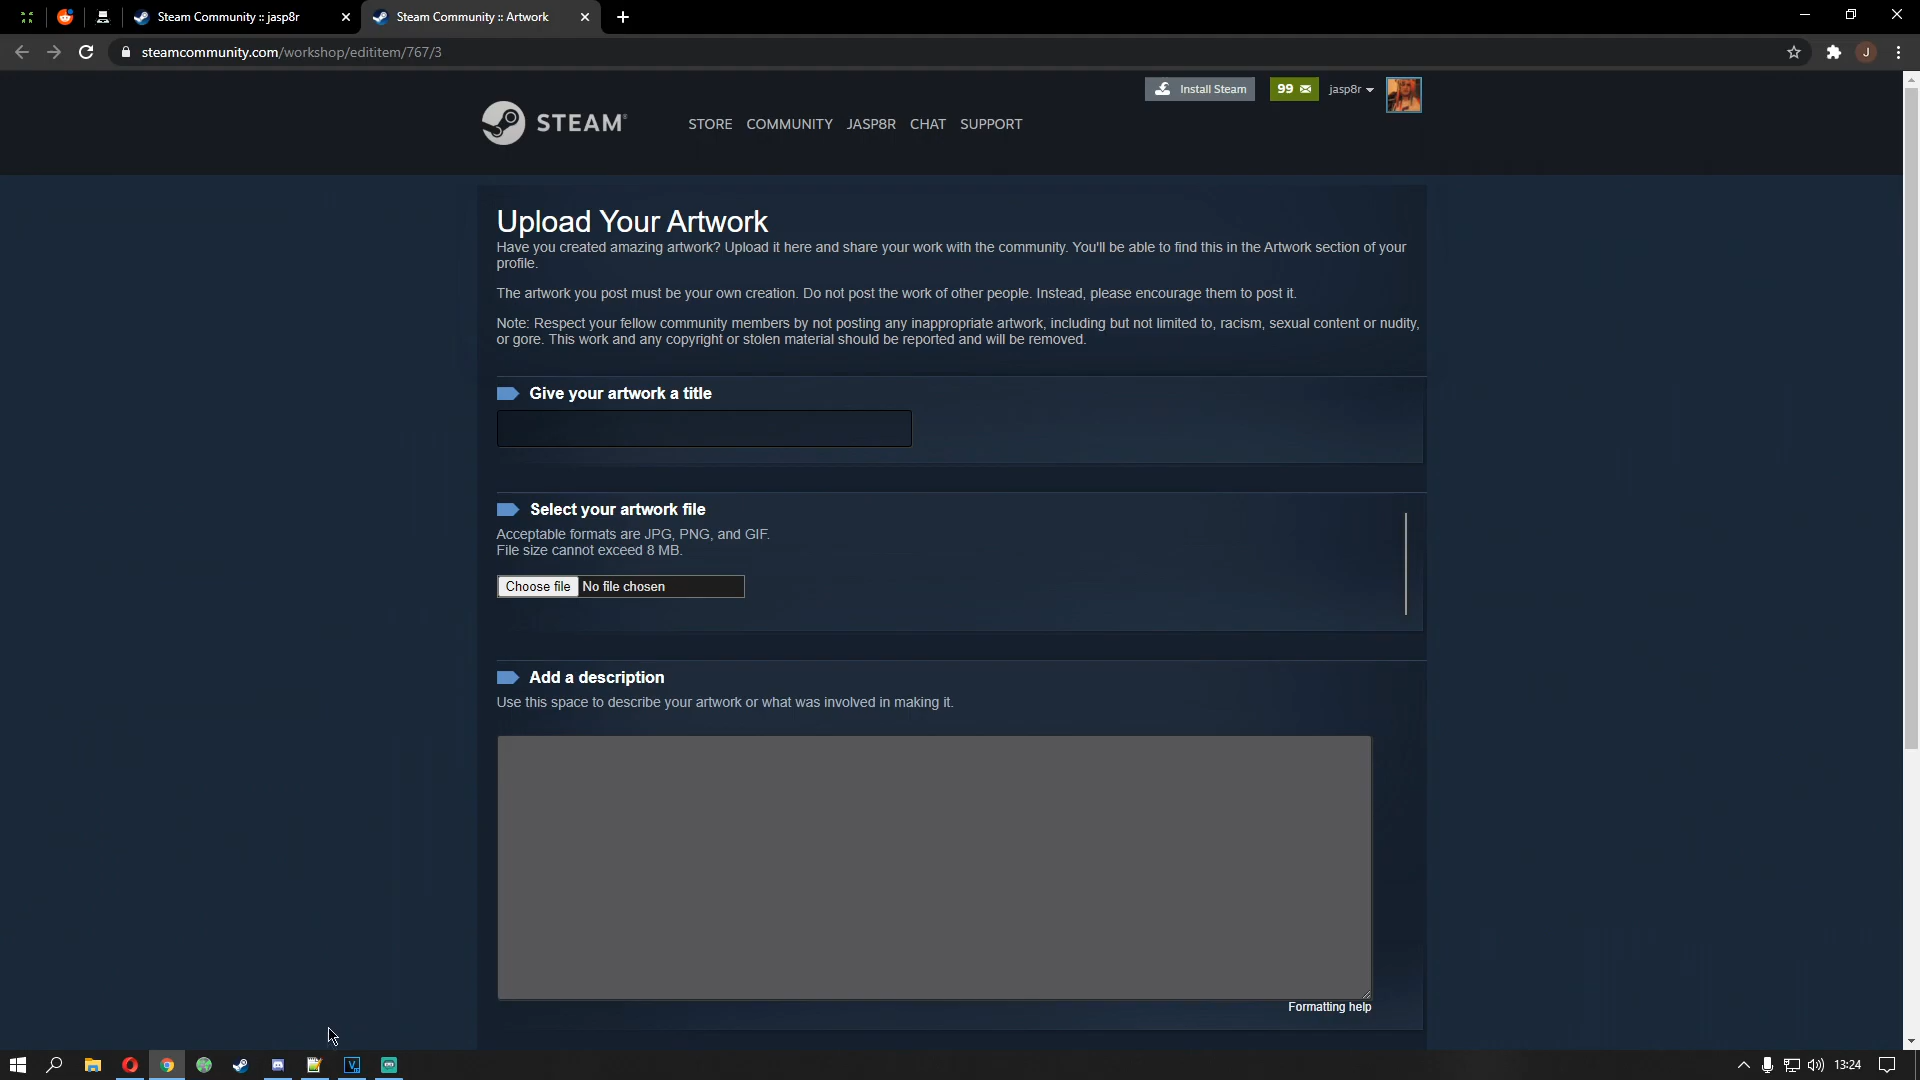 Steam Community :: jasp8r
Steam Community :: Artwork
steamcommunity.com/workshop/edititem/767/3
J
Install Steam
99
jasp8r
STEAM
STORE COMMUNITY JASP8R CHAT SUPPORT
Upload Your Artwork
Have you created amazing artwork? Upload it here and share your work with the community. You'll be able to find this in the Artwork section of your
profile.
The artwork you post must be your own creation. Do not post the work of other people. Instead, please encourage them to post it.
Note: Respect your fellow community members by not posting any inappropriate artwork, including but not limited to, racism, sexual content or nudity,
or gore. This work and any copyright or stolen material should be reported and will be removed.
Give your artwork a title
Select your artwork file
Acceptable formats are JPG, PNG, and GIF.
File size cannot exceed 8 MB.
Choose file No file chosen
Add a description
Use this space to describe your artwork or what was involved in making it.
Formatting help
13:24